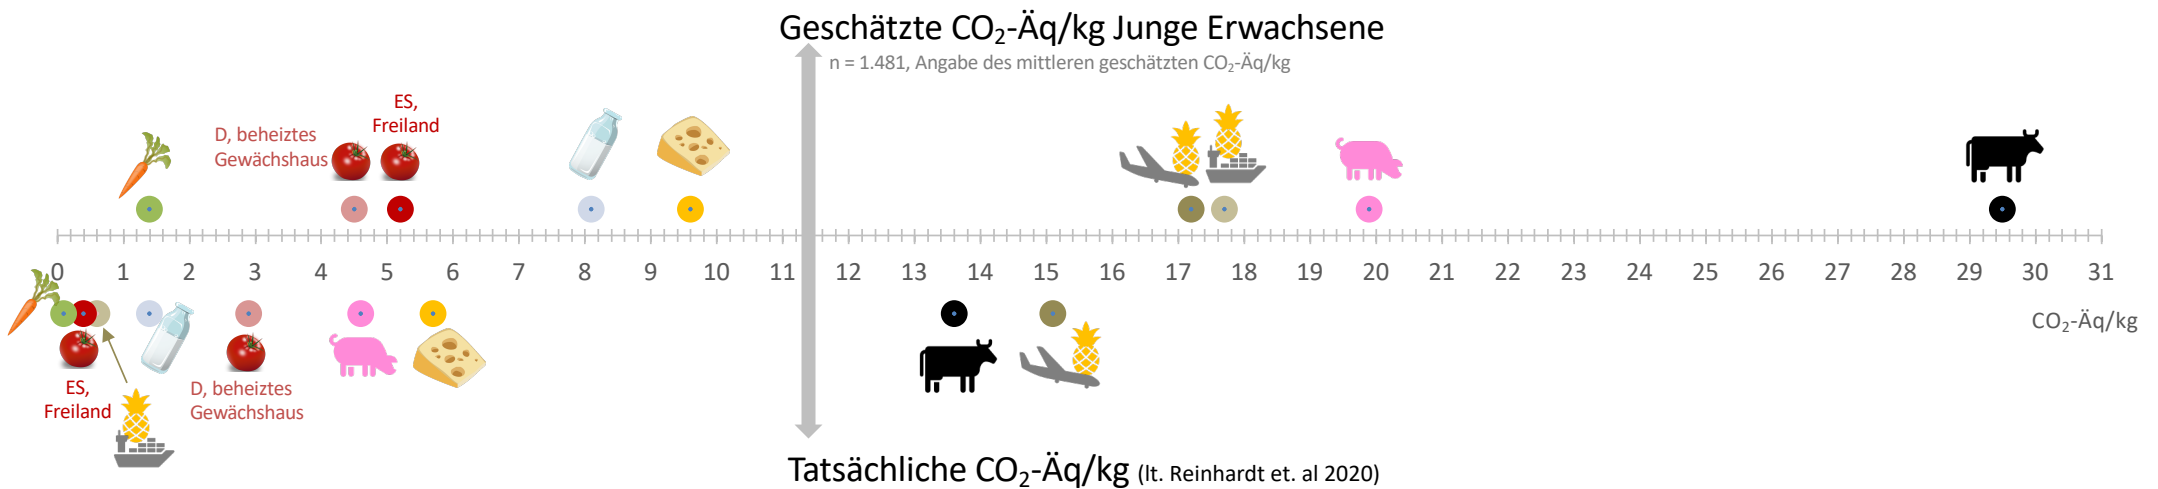 Geschätzte CO₂-Äq/kg Junge Erwachsene
n = 1.481, Angabe des mittleren geschätzten CO₂-Äq/kg
ES,
Freiland
D, beheiztes
Gewächshaus
0 1 2 3 4 5 6 7 8 9 10 11 12 13 14 15 16 17 18 19 20 21 22 23 24 25 26 27 28 29 30 31
CO₂-Äq/kg
ES,
Freiland
D, beheiztes
Gewächshaus
Tatsächliche CO₂-Äq/kg (lt. Reinhardt et. al 2020)